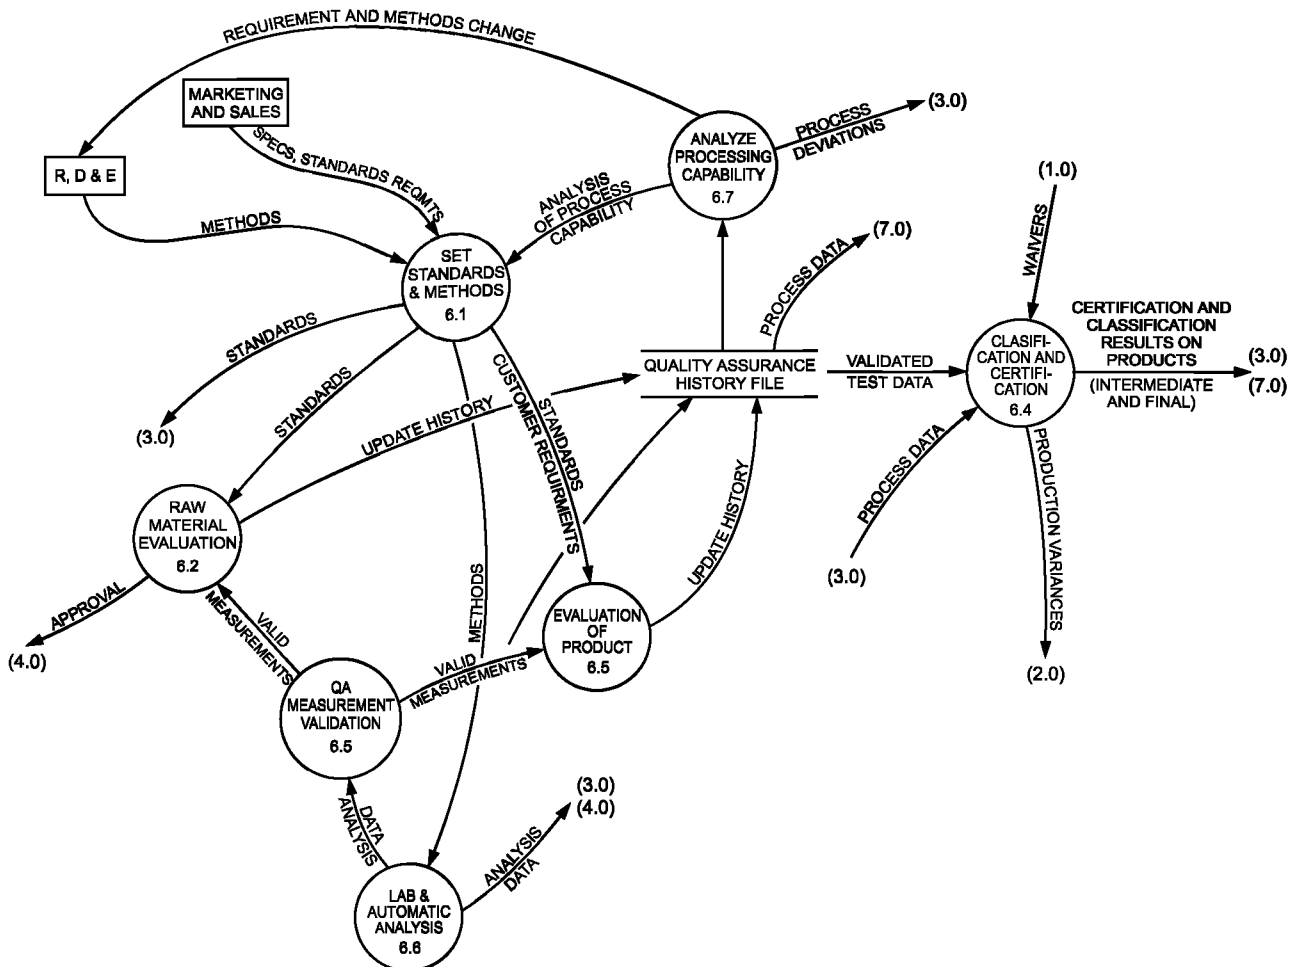 REQUIREMENT AND METHODS CHANGE
MARKETING
AND SALES
R, D & E
SPECS, STANDARDS REQMTS
METHODS
ANALYZE
PROCESSING
CAPABILITY
6.7
PROCESS
DEVIATIONS
(3.0)
ANALYSIS
OF PROCESS
CAPABILITY
SET
STANDARDS
& METHODS
6.1
PROCESS DATA
(7.0)
(1.0)
WAIVERS
STANDARDS
(3.0)
STANDARDS
UPDATE HISTORY
STANDARDS
CUSTOMER REQUIRMENTS
QUALITY ASSURANCE
HISTORY FILE
VALIDATED
TEST DATA
CLASIFI-
CATION AND
CERTIFI-
CATION
6.4
CERTIFICATION AND
CLASSIFICATION
RESULTS ON
PRODUCTS
(INTERMEDIATE
AND FINAL)
(3.0)
(7.0)
PROCESS DATA
(3.0)
PRODUCTION VARIANCES
(2.0)
RAW
MATERIAL
EVALUATION
6.2
APPROVAL
(4.0)
VALID
MEASUREMENTS
METHODS
UPDATE HISTORY
EVALUATION
OF
PRODUCT
6.5
VALID
MEASUREMENTS
QA
MEASUREMENT
VALIDATION
6.5
DATA
ANALYSIS
(3.0)
(4.0)
ANALYSIS
DATA
LAB &
AUTOMATIC
ANALYSIS
6.6